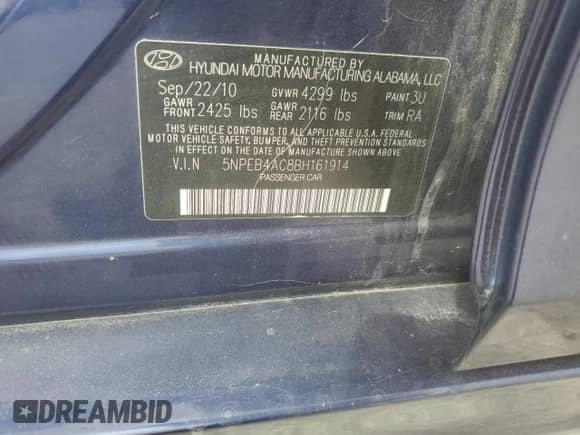 MANUFACTURED BY
HYUNDAI MOTOR MANUFACTURING ALABAMA, LLC
Sep/22/10 GVWR 4299 lbs PAINT 3U
GAWR FRONT 2425 lbs GAWR REAR 2116 lbs TRIM RA
THIS VEHICLE CONFORMS TO ALL APPLICABLE U.S.A. FEDERAL
MOTOR VEHICLE SAFETY, BUMPER, AND THEFT PREVENTION STANDARDS
IN EFFECT ON THE DATE OF MANUFACTURE SHOWN ABOVE.
V.I.N 5NPEB4AC8BH161914
/PASSENGER CAR/
DREAMBID